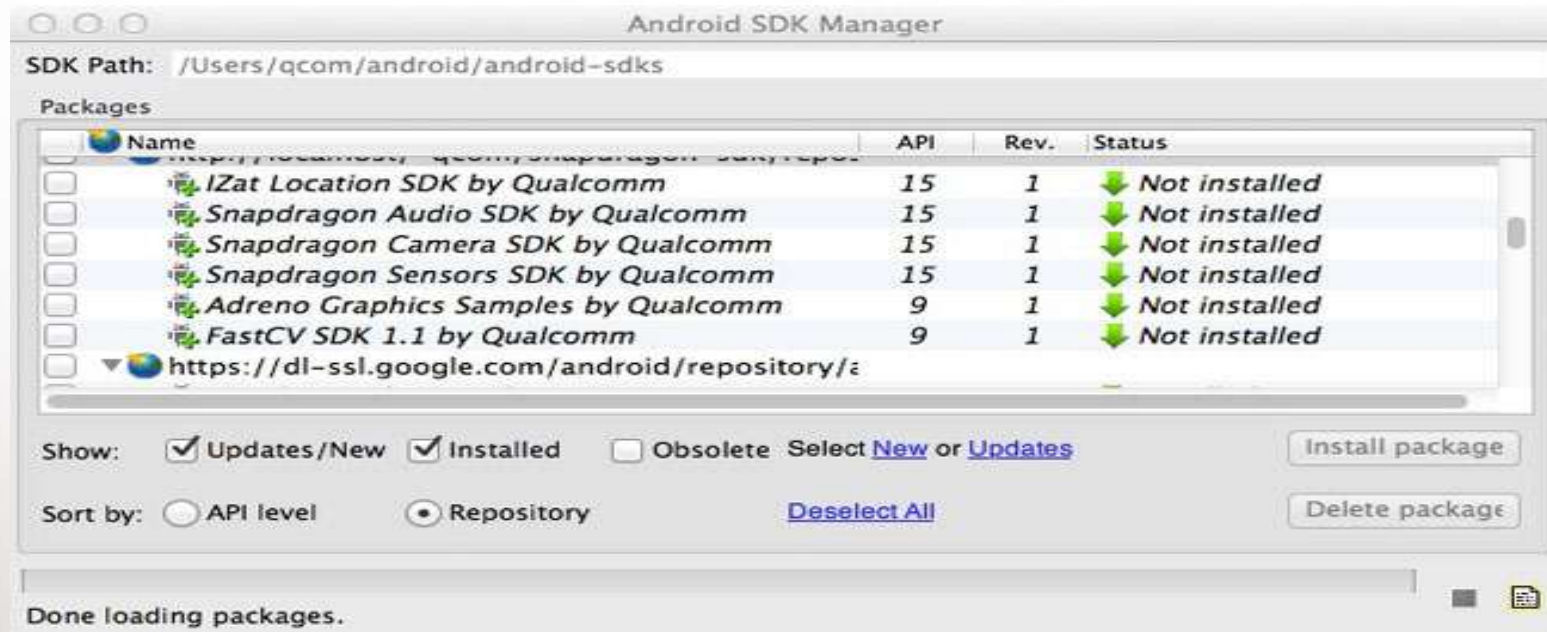 Android SDK Manager
SDK Path: /Users/qcom/android/android-sdks
Packages
Name API Rev. Status
IZat Location SDK by Qualcomm 15 1 Not installed
Snapdragon Audio SDK by Qualcomm 15 1 Not installed
Snapdragon Camera SDK by Qualcomm 15 1 Not installed
Snapdragon Sensors SDK by Qualcomm 15 1 Not installed
Adreno Graphics Samples by Qualcomm 9 1 Not installed
FastCV SDK 1.1 by Qualcomm 9 1 Not installed
https://dl-ssl.google.com/android/repository/a
Show: Updates/New Installed Obsolete Select New or Updates Install package
Sort by: API level Repository Deselect All Delete package
Done loading packages.